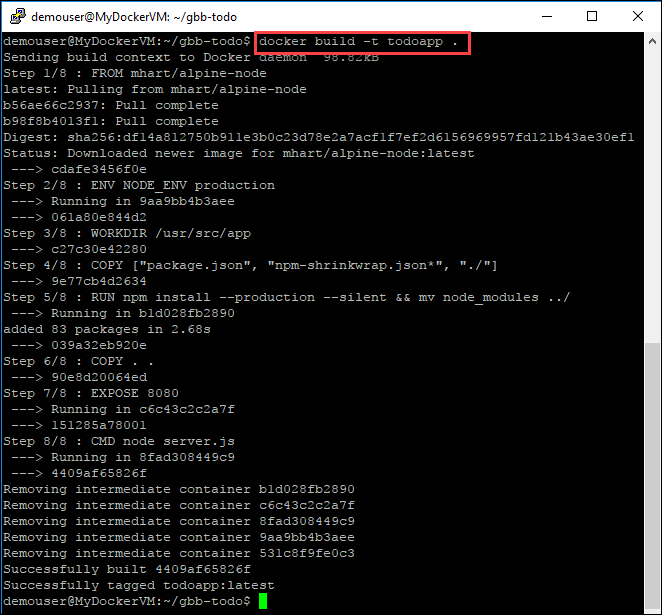 demouser@MyDockerVM: ~/gbb-todo
demouser@MyDockerVM:~/gbb-todo$ docker build -t todoapp .
Sending build context to Docker daemon  98.82kB
Step 1/8 : FROM mhart/alpine-node
latest: Pulling from mhart/alpine-node
b56ae66c2937: Pull complete
b98f8b4013f1: Pull complete
Digest: sha256:df14a812750b911e3b0c23d78e2a7acf1f7ef2d6156969957fd121b43ae30ef1
Status: Downloaded newer image for mhart/alpine-node:latest
 ---> cdafe3456f0e
Step 2/8 : ENV NODE_ENV production
 ---> Running in 9aa9bb4b3aee
 ---> 061a80e844d2
Step 3/8 : WORKDIR /usr/src/app
 ---> c27c30e42280
Step 4/8 : COPY ["package.json", "npm-shrinkwrap.json*", "./"]
 ---> 9e77cb4d2634
Step 5/8 : RUN npm install --production --silent && mv node_modules ../
 ---> Running in b1d028fb2890
added 83 packages in 2.68s
 ---> 039a32eb920e
Step 6/8 : COPY . .
 ---> 90e8d20064ed
Step 7/8 : EXPOSE 8080
 ---> Running in c6c43c2c2a7f
 ---> 151285a78001
Step 8/8 : CMD node server.js
 ---> Running in 8fad308449c9
 ---> 4409af65826f
Removing intermediate container b1d028fb2890
Removing intermediate container c6c43c2c2a7f
Removing intermediate container 8fad308449c9
Removing intermediate container 9aa9bb4b3aee
Removing intermediate container 531c8f9fe0c3
Successfully built 4409af65826f
Successfully tagged todoapp:latest
demouser@MyDockerVM:~/gbb-todo$